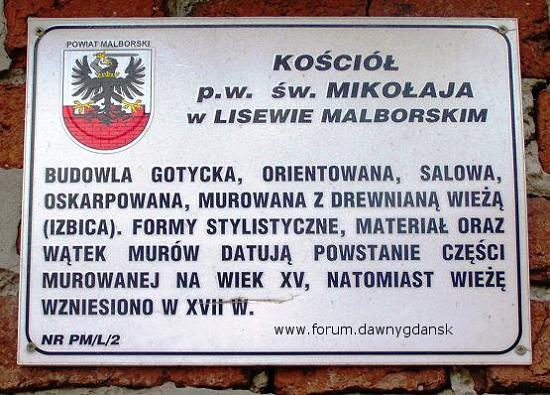 POWIAT MALBORSKI
KOŚCIÓŁ
p.w. św. MIKOŁAJA
w LISEWIE MALBORSKIM
BUDOWLA GOTYCKA, ORIENTOWANA, SALOWA,
OSKARPOWANA, MUROWANA Z DREWNIANĄ WIEŻĄ
(IZBICA). FORMY STYLISTYCZNE, MATERIAŁ ORAZ
WĄTEK MURÓW DATUJĄ POWSTANIE CZĘŚCI
MUROWANEJ NA WIEK XV, NATOMIAST WIEŻĘ
WZNIESIONO W XVII W.
www.forum.dawnygdansk
NR PM/L/2